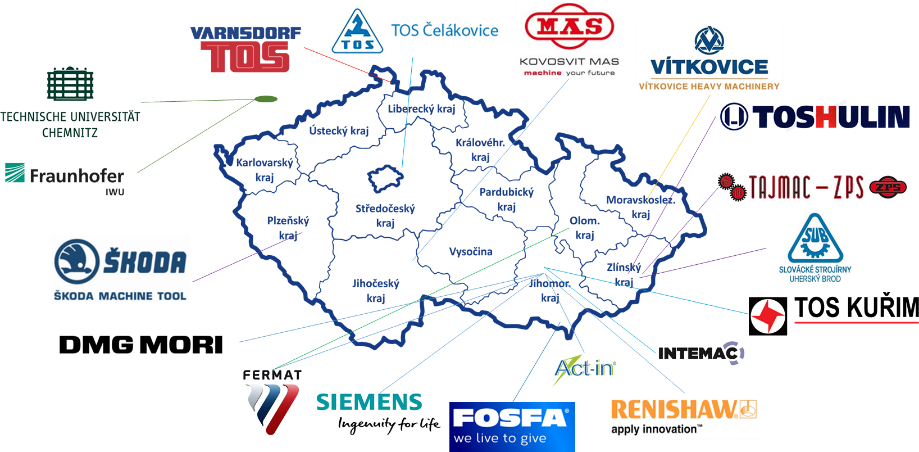 VARNSDORF
TOS
TOS
TOS Čelákovice
MAS
KOVOSVIT MAS
machine your future
VÍTKOVICE
VÍTKOVICE HEAVY MACHINERY
TECHNISCHE UNIVERSITÄT
CHEMNITZ
Fraunhofer
IWU
TOSHULIN
TAJMAC – ZPS
ZPS
SUB
SLOVÁCKÉ STROJÍRNY
UHERSKÝ BROD
ŠKODA
ŠKODA MACHINE TOOL
TOS KUŘIM
DMG MORI
INTEMAC
FERMAT
SIEMENS
Ingenuity for life
FOSFA®
we live to give
Act-in®
RENISHAW
apply innovation™
Liberecký kraj
Ústecký kraj
Karlovarský
kraj
Královéhr.
kraj
Pardubický
kraj
Středočeský
kraj
Plzeňský
kraj
Moravskoslez.
kraj
Olom.
kraj
Vysočina
Zlínský
kraj
Jihočeský
kraj
Jihomor.
kraj